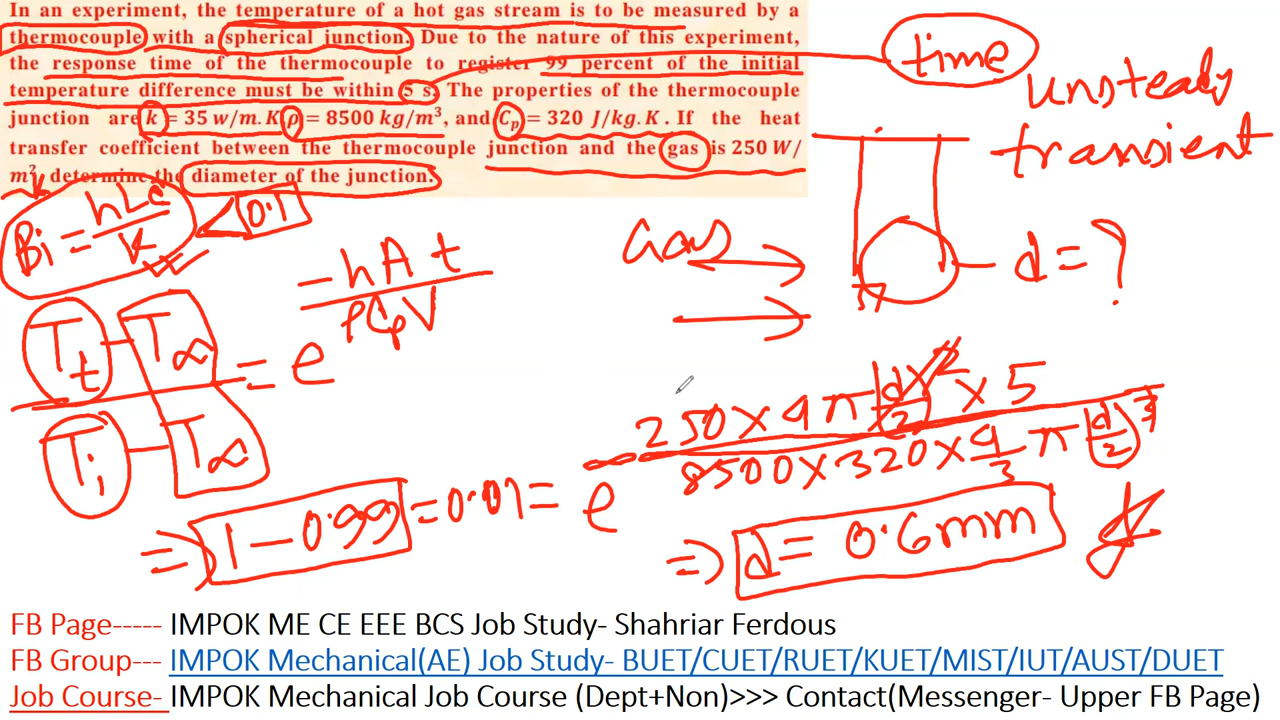 In an experiment, the temperature of a hot gas stream is to be measured by a
thermocouple with a spherical junction. Due to the nature of this experiment,
the response time of the thermocouple to register 99 percent of the initial
temperature difference must be within 5 s. The properties of the thermocouple
junction are k = 35 w/m.K ρ = 8500 kg/m³, and Cp = 320 J/kg.K. If the heat
transfer coefficient between the thermocouple junction and the gas is 250 W/
m². determine the diameter of the junction.
time
unsteady
transient
k
Bi = hLc/k < 0.1
Gas
d = ?
(Tt - T∞)/(Ti - T∞) = e^(-hAt/ρCpV)
⇒ 1 - 0.99 = 0.01 = e^(-(250 × 4π(d/2)² × 5)/(8500 × 320 × 4/3 π(d/2)³))
⇒ d = 0.6mm
FB Page----- IMPOK ME CE EEE BCS Job Study- Shahriar Ferdous
FB Group--- IMPOK Mechanical(AE) Job Study- BUET/CUET/RUET/KUET/MIST/IUT/AUST/DUET
Job Course- IMPOK Mechanical Job Course (Dept+Non)>>> Contact(Messenger- Upper FB Page)